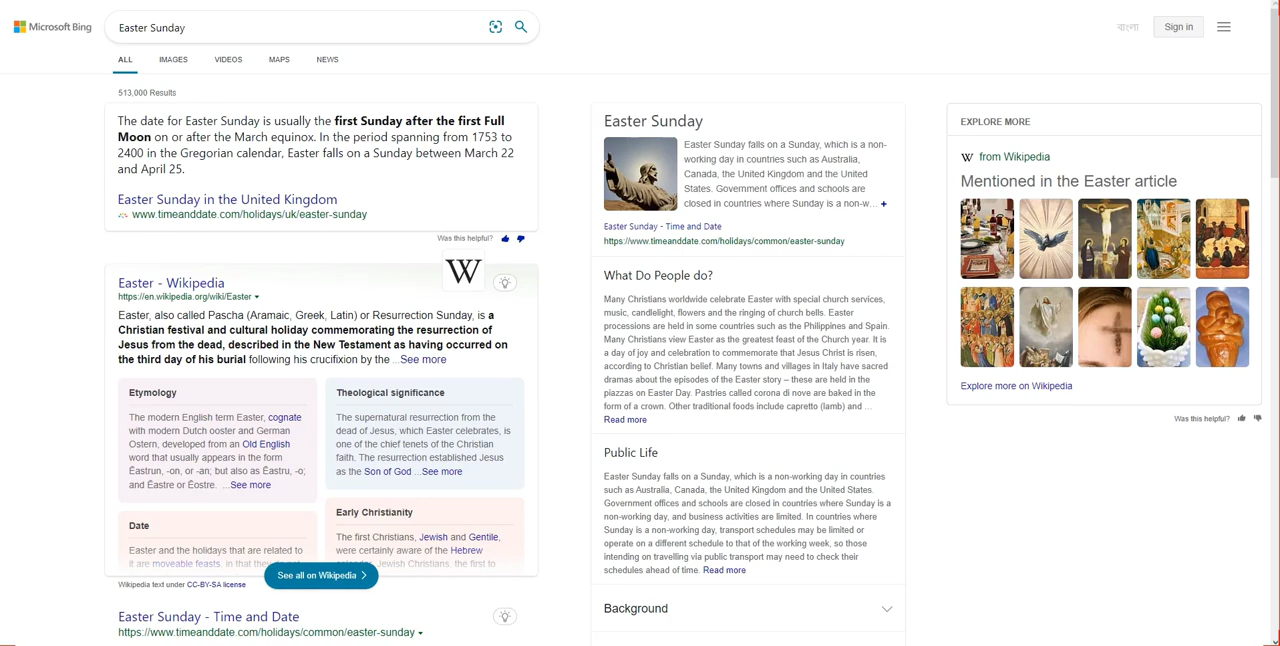 Microsoft Bing
Easter Sunday
বাংলা
Sign in
ALL
IMAGES
VIDEOS
MAPS
NEWS
513,000 Results
The date for Easter Sunday is usually the first Sunday after the first Full
Moon on or after the March equinox. In the period spanning from 1753 to
2400 in the Gregorian calendar, Easter falls on a Sunday between March 22
and April 25.
Easter Sunday in the United Kingdom
www.timeanddate.com/holidays/uk/easter-sunday
Was this helpful?
W
Easter - Wikipedia
https://en.wikipedia.org/wiki/Easter
Easter, also called Pascha (Aramaic, Greek, Latin) or Resurrection Sunday, is a
Christian festival and cultural holiday commemorating the resurrection of
Jesus from the dead, described in the New Testament as having occurred on
the third day of his burial following his crucifixion by the ...See more
Etymology
The modern English term Easter, cognate
with modern Dutch ooster and German
Ostern, developed from an Old English
word that usually appears in the form
Ēastrun, -on, or -an; but also as Ēastru, -o;
and Ēastre or Ēostre. ...See more
Theological significance
The supernatural resurrection from the
dead of Jesus, which Easter celebrates, is
one of the chief tenets of the Christian
faith. The resurrection established Jesus
as the Son of God ...See more
Date
Easter and the holidays that are related to
it are moveable feasts, in that they do not
Early Christianity
The first Christians, Jewish and Gentile,
were certainly aware of the Hebrew
calendar. Jewish Christians, the first to
See all on Wikipedia
Wikipedia text under CC-BY-SA license
Easter Sunday - Time and Date
https://www.timeanddate.com/holidays/common/easter-sunday
Easter Sunday
Easter Sunday falls on a Sunday, which is a non-
working day in countries such as Australia,
Canada, the United Kingdom and the United
States. Government offices and schools are
closed in countries where Sunday is a non-w... +
Easter Sunday - Time and Date
https://www.timeanddate.com/holidays/common/easter-sunday
What Do People do?
Many Christians worldwide celebrate Easter with special church services,
music, candlelight, flowers and the ringing of church bells. Easter
processions are held in some countries such as the Philippines and Spain.
Many Christians view Easter as the greatest feast of the Church year. It is
a day of joy and celebration to commemorate that Jesus Christ is risen,
according to Christian belief. Many towns and villages in Italy have sacred
dramas about the episodes of the Easter story – these are held in the
piazzas on Easter Day. Pastries called corona di nove are baked in the
form of a crown. Other traditional foods include capretto (lamb) and ...
Read more
Public Life
Easter Sunday falls on a Sunday, which is a non-working day in countries
such as Australia, Canada, the United Kingdom and the United States.
Government offices and schools are closed in countries where Sunday is a
non-working day, and business activities are limited. In countries where
Sunday is a non-working day, transport schedules may be limited or
operate on a different schedule to that of the working week, so those
intending on travelling via public transport may need to check their
schedules ahead of time. Read more
Background
EXPLORE MORE
W from Wikipedia
Mentioned in the Easter article
Explore more on Wikipedia
Was this helpful?